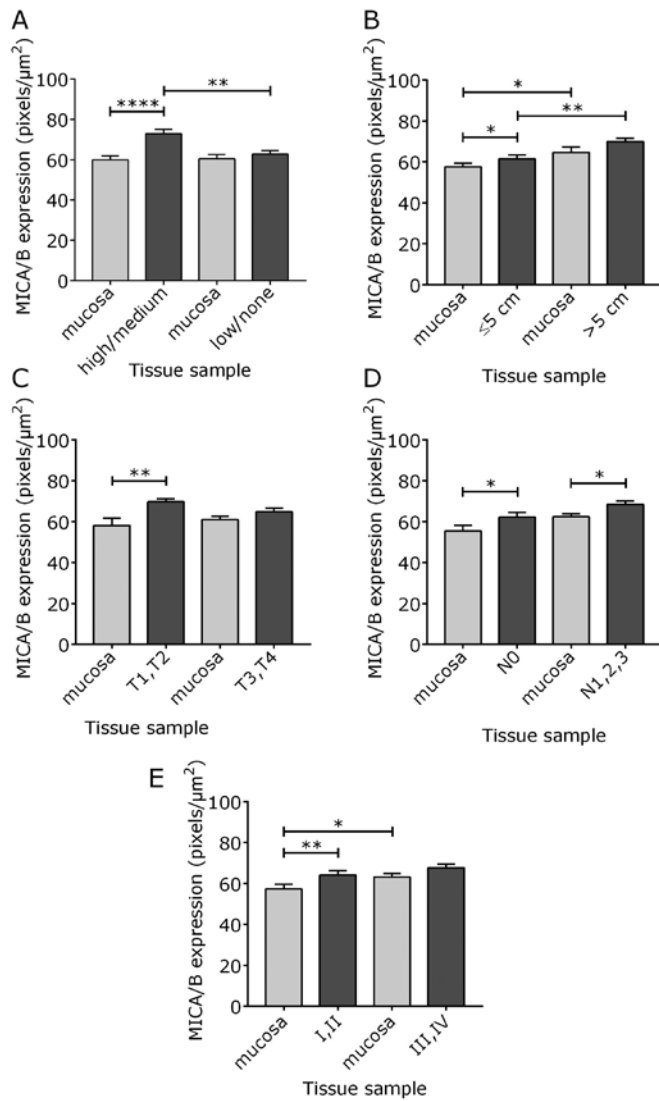 A
MICA/B expression (pixels/µm²)
100
80
60
40
20
0
****
**
mucosa
high/medium
mucosa
low/none
Tissue sample
B
MICA/B expression (pixels/µm²)
100
80
60
40
20
0
*
*
**
mucosa
≤5 cm
mucosa
>5 cm
Tissue sample
C
MICA/B expression (pixels/µm²)
100
80
60
40
20
0
**
mucosa
T1,T2
mucosa
T3,T4
Tissue sample
D
MICA/B expression (pixels/µm²)
100
80
60
40
20
0
*
*
mucosa
N0
mucosa
N1,2,3
Tissue sample
E
MICA/B expression (pixels/µm²)
100
80
60
40
20
0
*
**
mucosa
I,II
mucosa
III,IV
Tissue sample